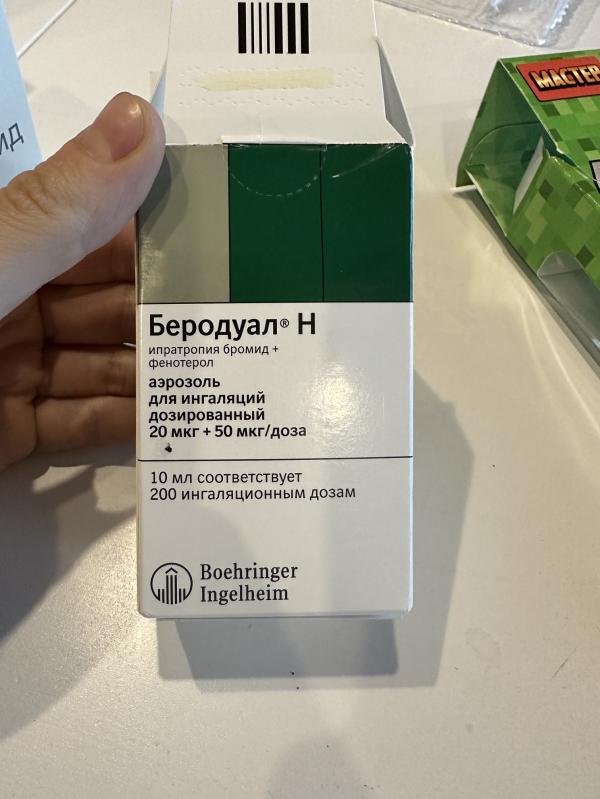 МАСТЕР
ИД
Беродуал® Н
ипратропия бромид +
фенотерол
аэрозоль
для ингаляций
дозированный
20 мкг + 50 мкг/доза
10 мл соответствует
200 ингаляционным дозам
Boehringer
Ingelheim